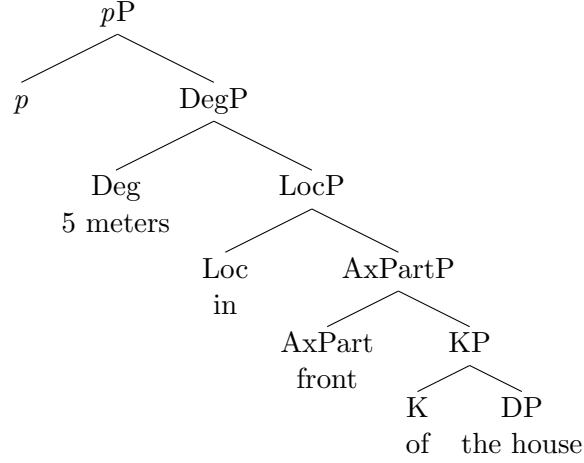 pP
p DegP
Deg LocP
5 meters
Loc AxPartP
in
AxPart KP
front
K DP
of the house